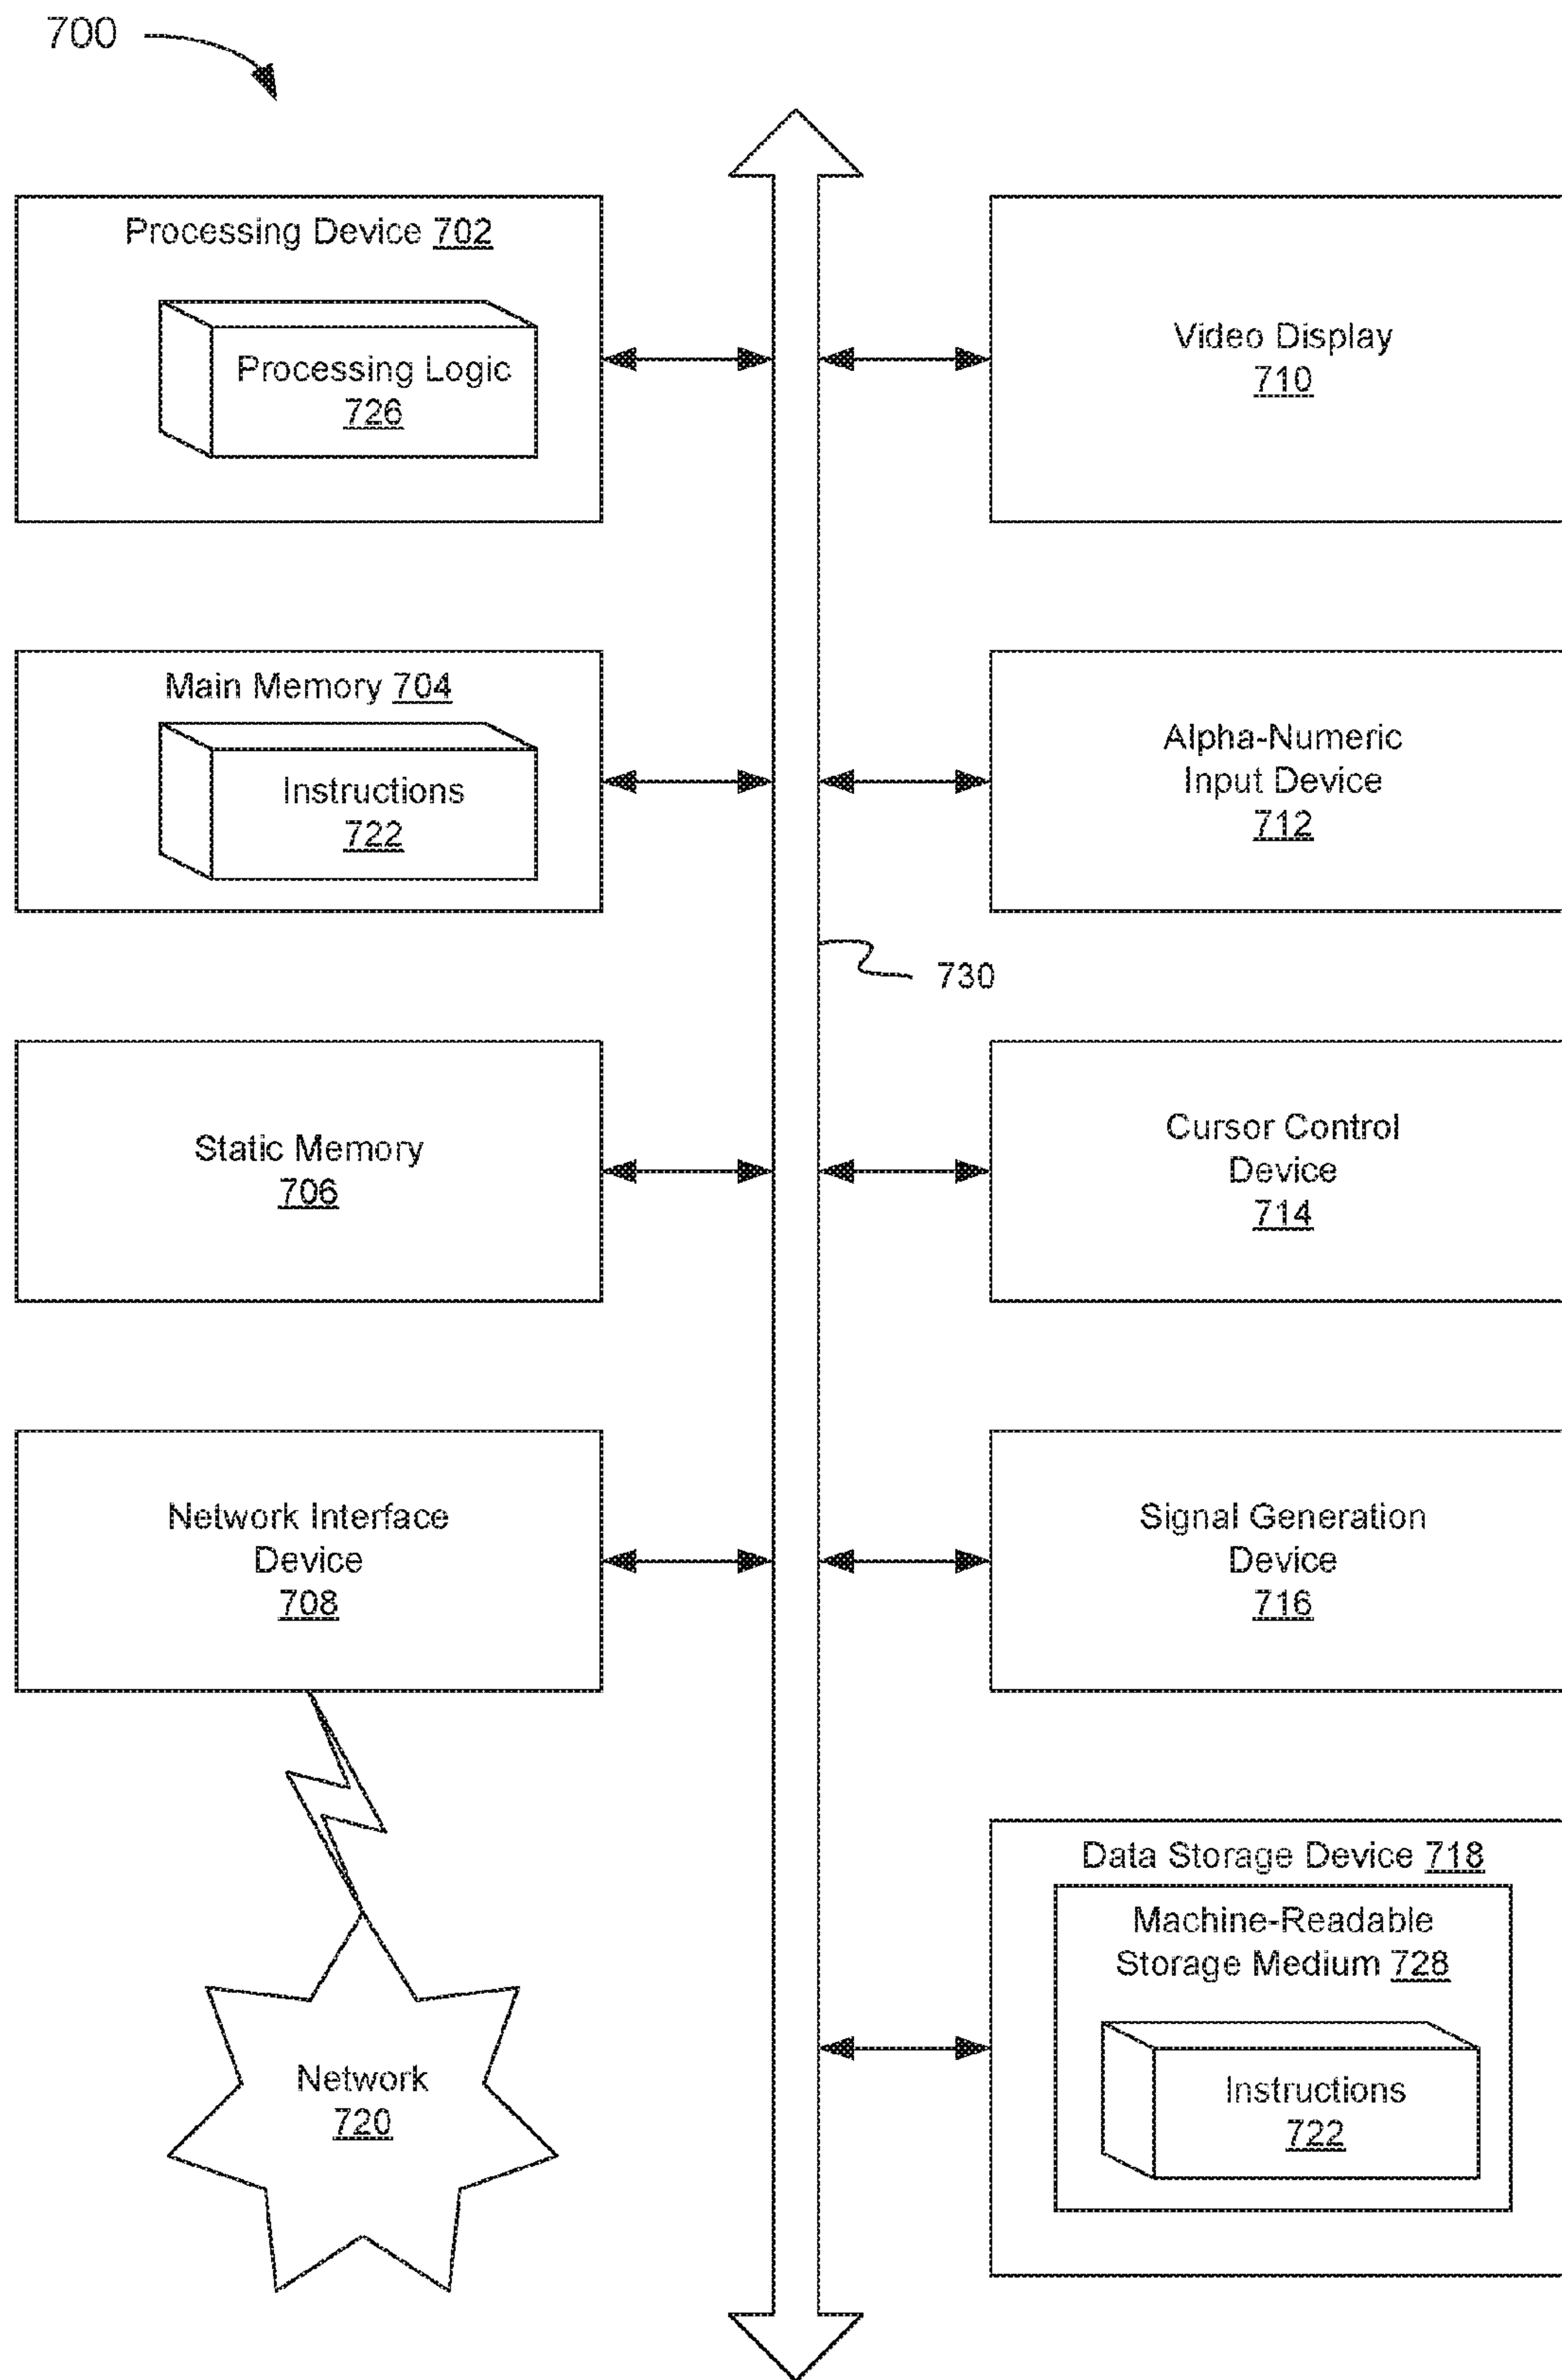 700
Processing Device 702
Processing Logic
726
Video Display
710
Main Memory 704
Instructions
722
Alpha-Numeric
Input Device
712
730
Static Memory
706
Cursor Control
Device
714
Network Interface
Device
708
Signal Generation
Device
716
Network
720
Data Storage Device 718
Machine-Readable
Storage Medium 728
Instructions
722